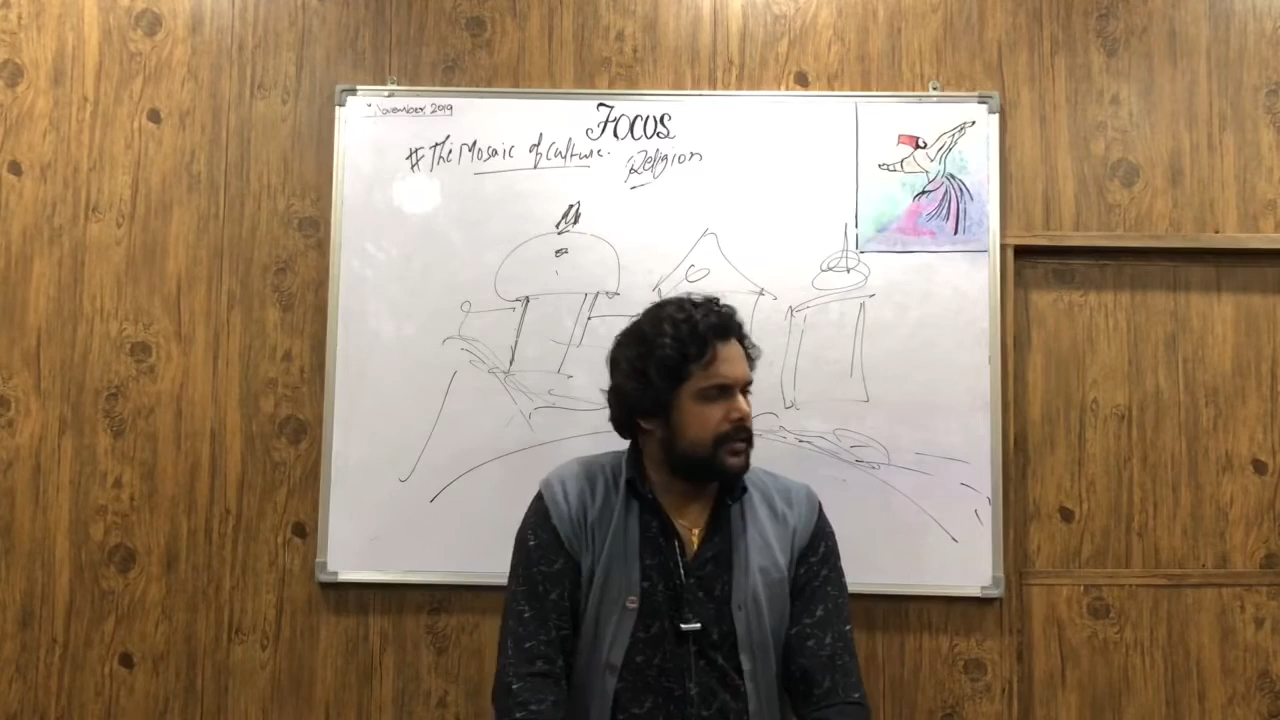 November, 2019
Focus
# The Mosaic of Culture.
Religion